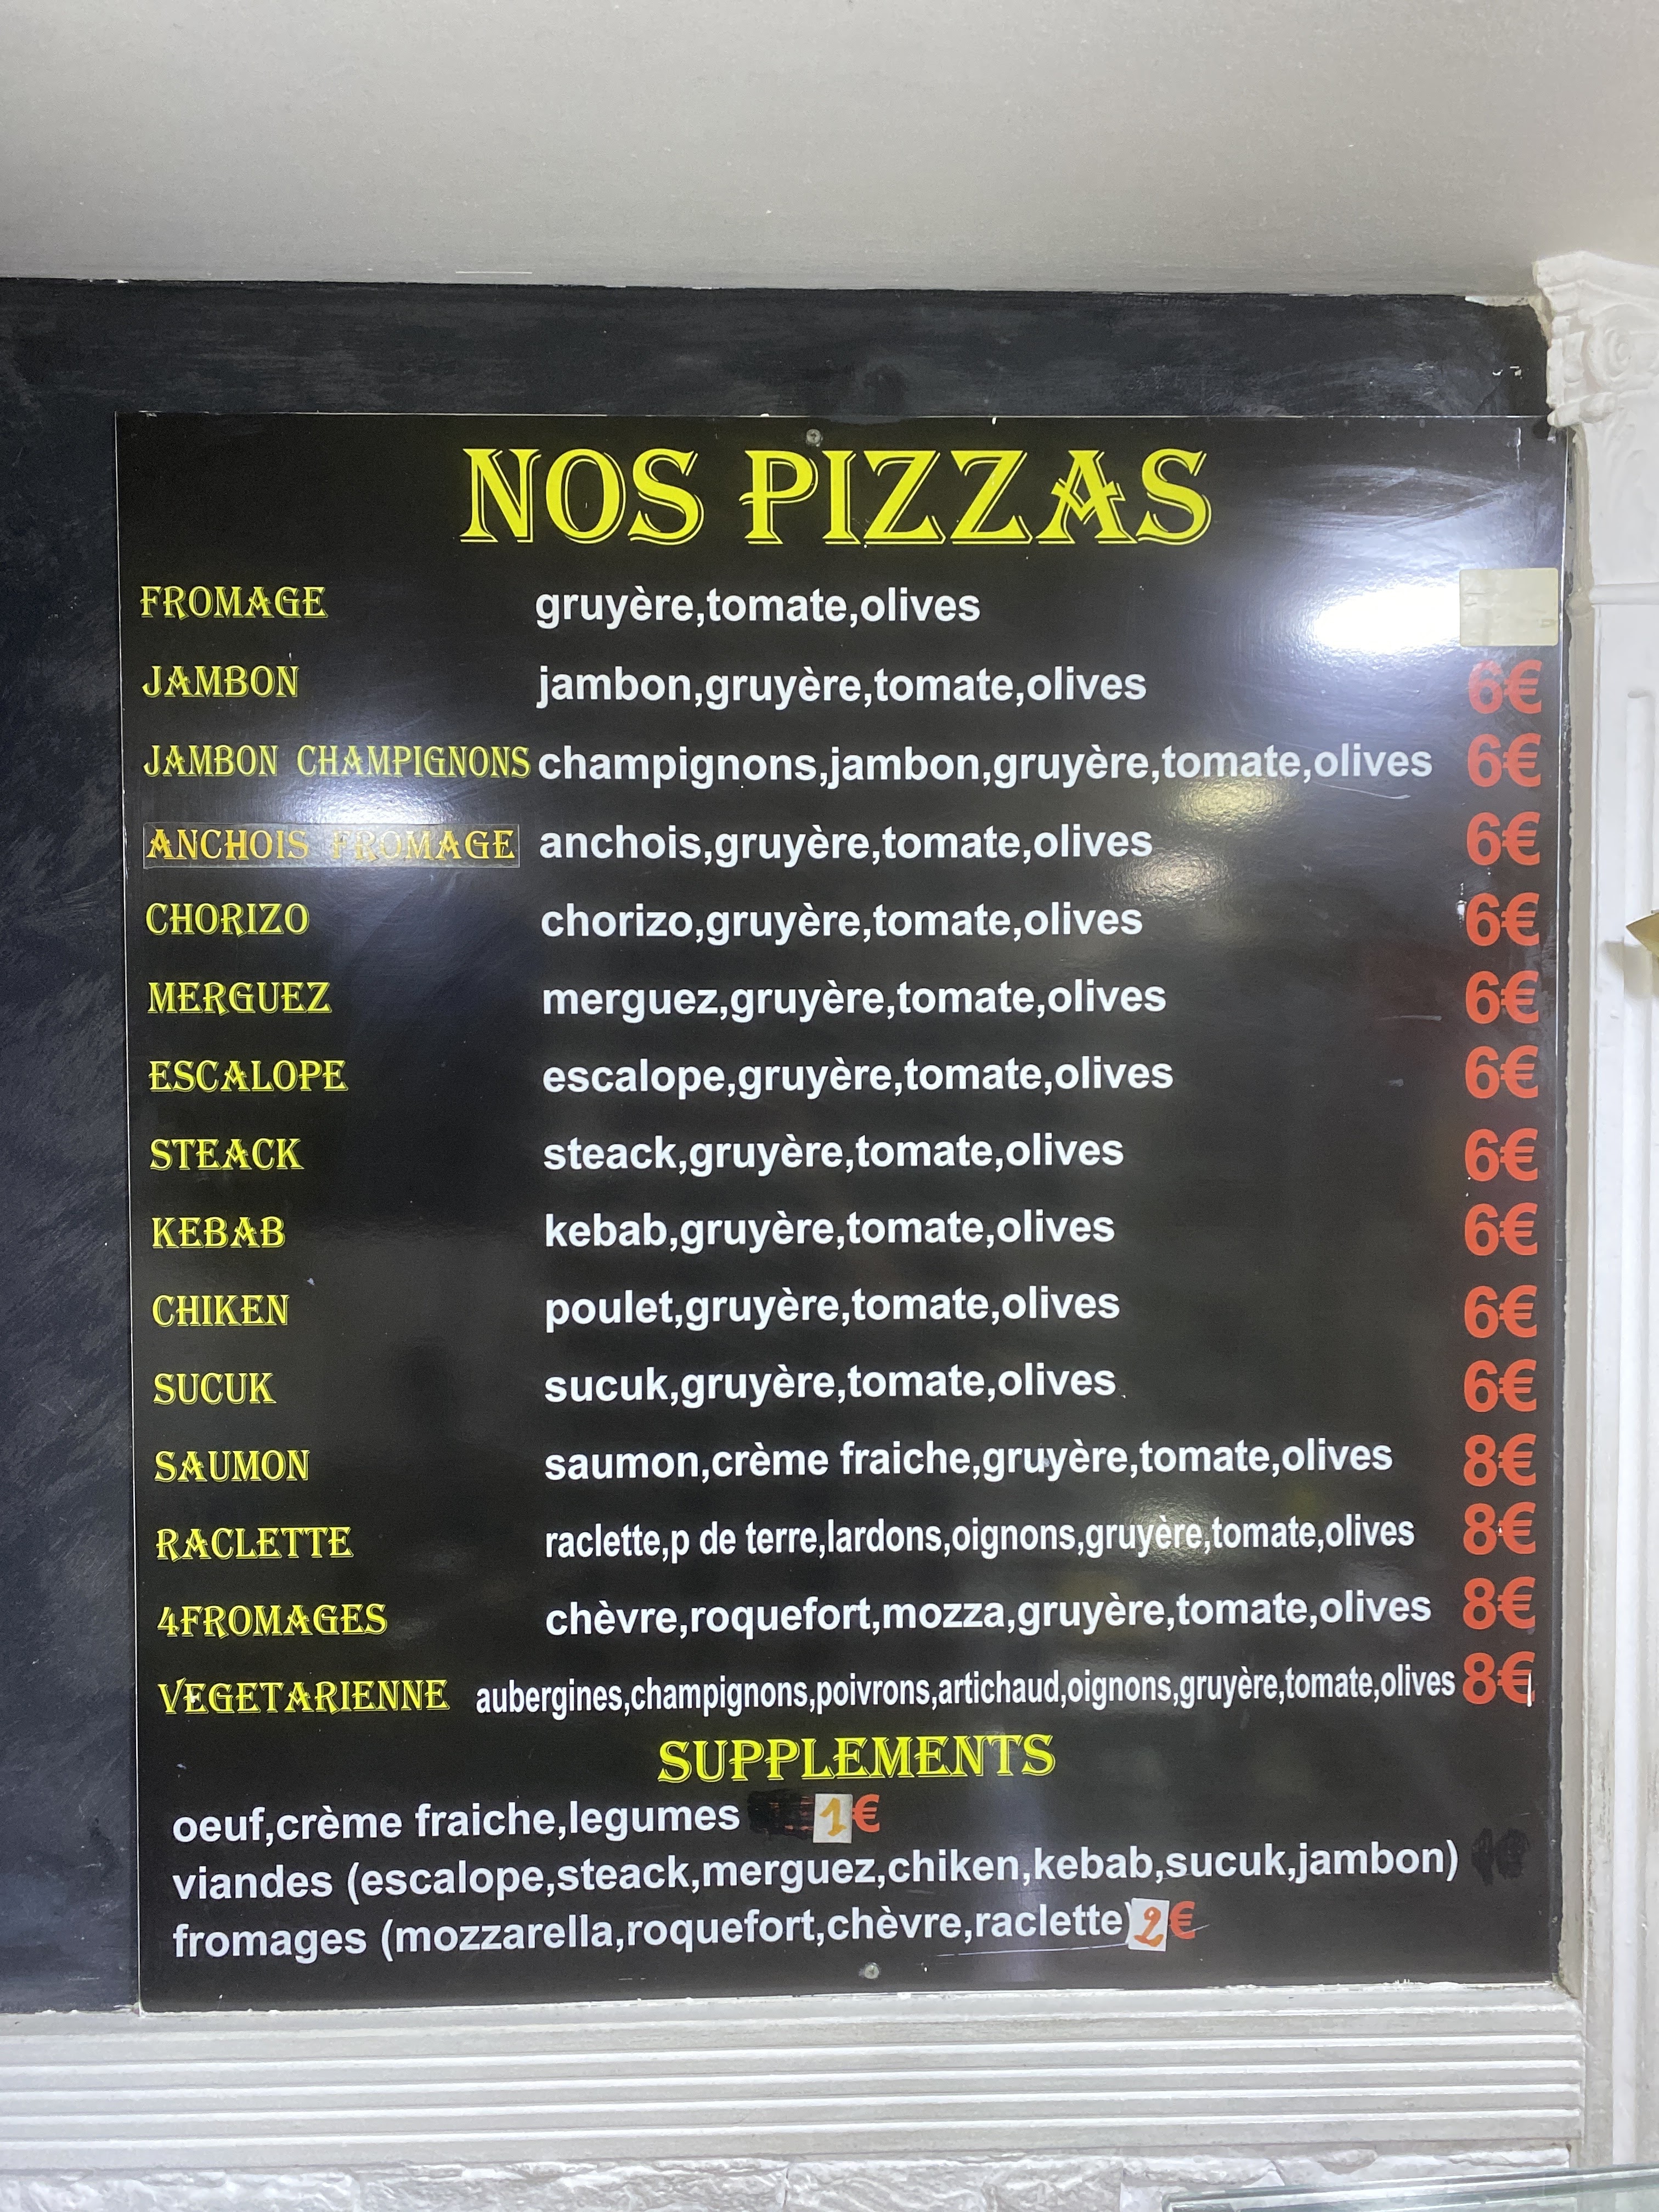 NOS PIZZAS
FROMAGE gruyère,tomate,olives
JAMBON jambon,gruyère,tomate,olives 6€
JAMBON CHAMPIGNONS champignons,jambon,gruyère,tomate,olives 6€
ANCHOIS FROMAGE anchois,gruyère,tomate,olives 6€
CHORIZO chorizo,gruyère,tomate,olives 6€
MERGUEZ merguez,gruyère,tomate,olives 6€
ESCALOPE escalope,gruyère,tomate,olives 6€
STEACK steack,gruyère,tomate,olives 6€
KEBAB kebab,gruyère,tomate,olives 6€
CHIKEN poulet,gruyère,tomate,olives 6€
SUCUK sucuk,gruyère,tomate,olives 6€
SAUMON saumon,crème fraiche,gruyère,tomate,olives 8€
RACLETTE raclette,p de terre,lardons,oignons,gruyère,tomate,olives 8€
4FROMAGES chèvre,roquefort,mozza,gruyère,tomate,olives 8€
VEGETARIENNE aubergines,champignons,poivrons,artichaud,oignons,gruyère,tomate,olives 8€
SUPPLEMENTS
oeuf,crème fraiche,legumes 1€
viandes (escalope,steack,merguez,chiken,kebab,sucuk,jambon)
fromages (mozzarella,roquefort,chèvre,raclette) 2€